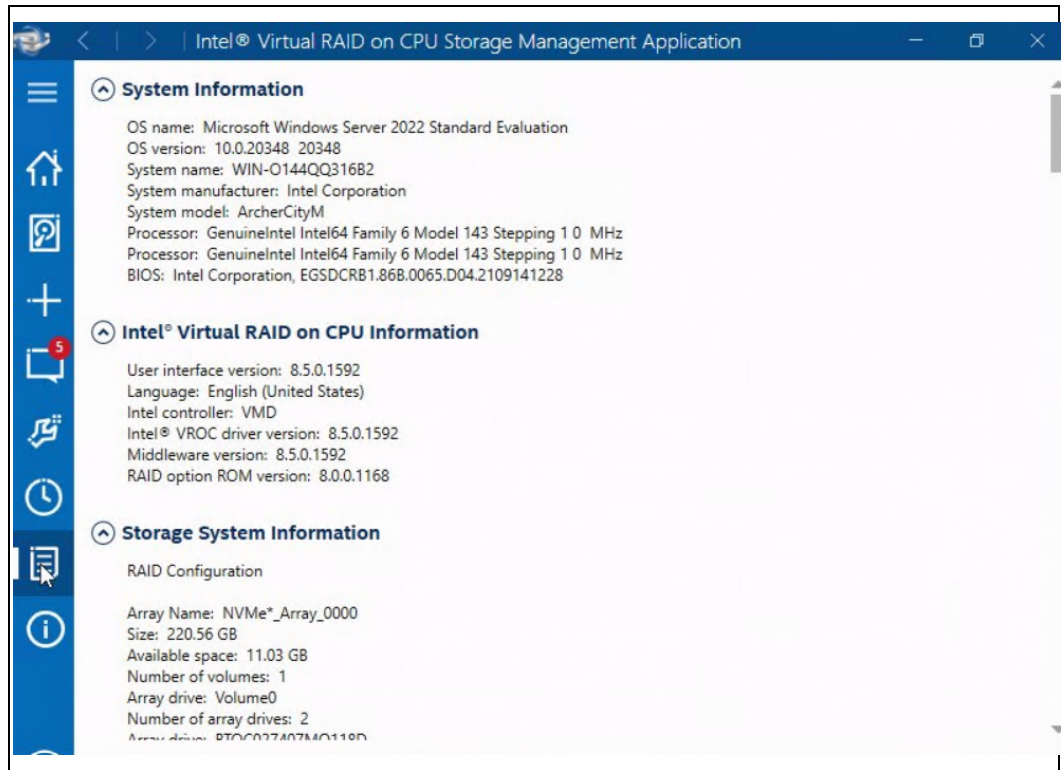 Intel® Virtual RAID on CPU Storage Management Application
System Information
OS name: Microsoft Windows Server 2022 Standard Evaluation
OS version: 10.0.20348 20348
System name: WIN-O144QQ316B2
System manufacturer: Intel Corporation
System model: ArcherCityM
Processor: GenuineIntel Intel64 Family 6 Model 143 Stepping 1 0 MHz
Processor: GenuineIntel Intel64 Family 6 Model 143 Stepping 1 0 MHz
BIOS: Intel Corporation, EGSDCRB1.86B.0065.D04.2109141228
Intel® Virtual RAID on CPU Information
5
User interface version: 8.5.0.1592
Language: English (United States)
Intel controller: VMD
Intel® VROC driver version: 8.5.0.1592
Middleware version: 8.5.0.1592
RAID option ROM version: 8.0.0.1168
Storage System Information
RAID Configuration
Array Name: NVMe*_Array_0000
Size: 220.56 GB
Available space: 11.03 GB
Number of volumes: 1
Array drive: Volume0
Number of array drives: 2
Array drive: